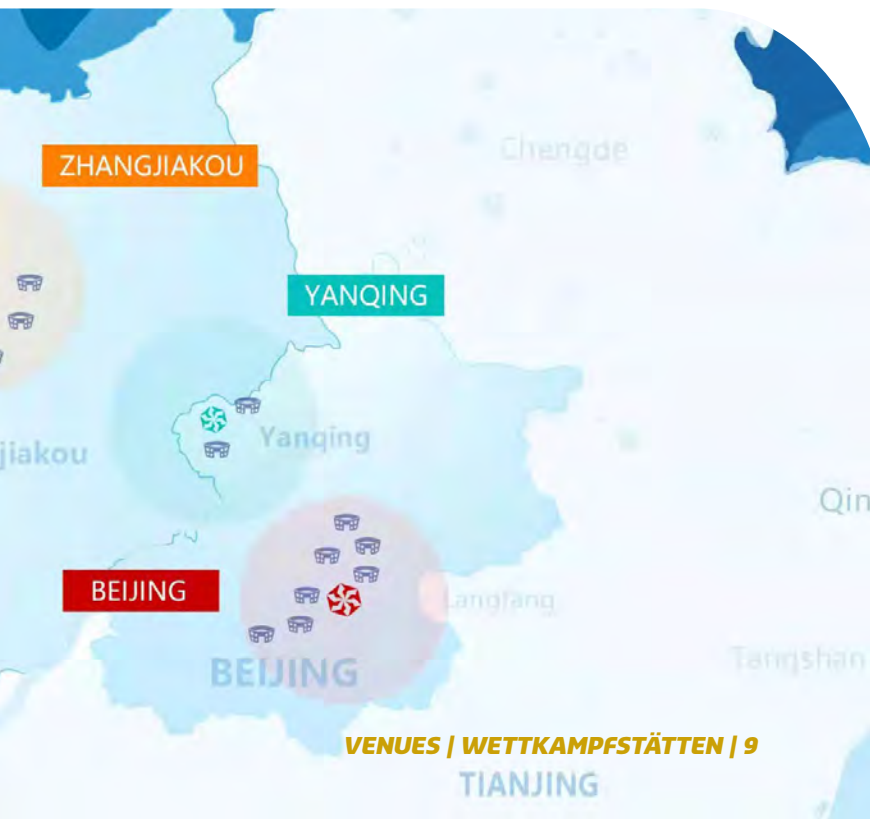 Chengde
ZHANGJIAKOU
YANQING
Yanqing
jiakou
Qin
BEIJING
Langfang
Tangshan
BEIJING
VENUES | WETTKAMPFSTÄTTEN | 9
TIANJING